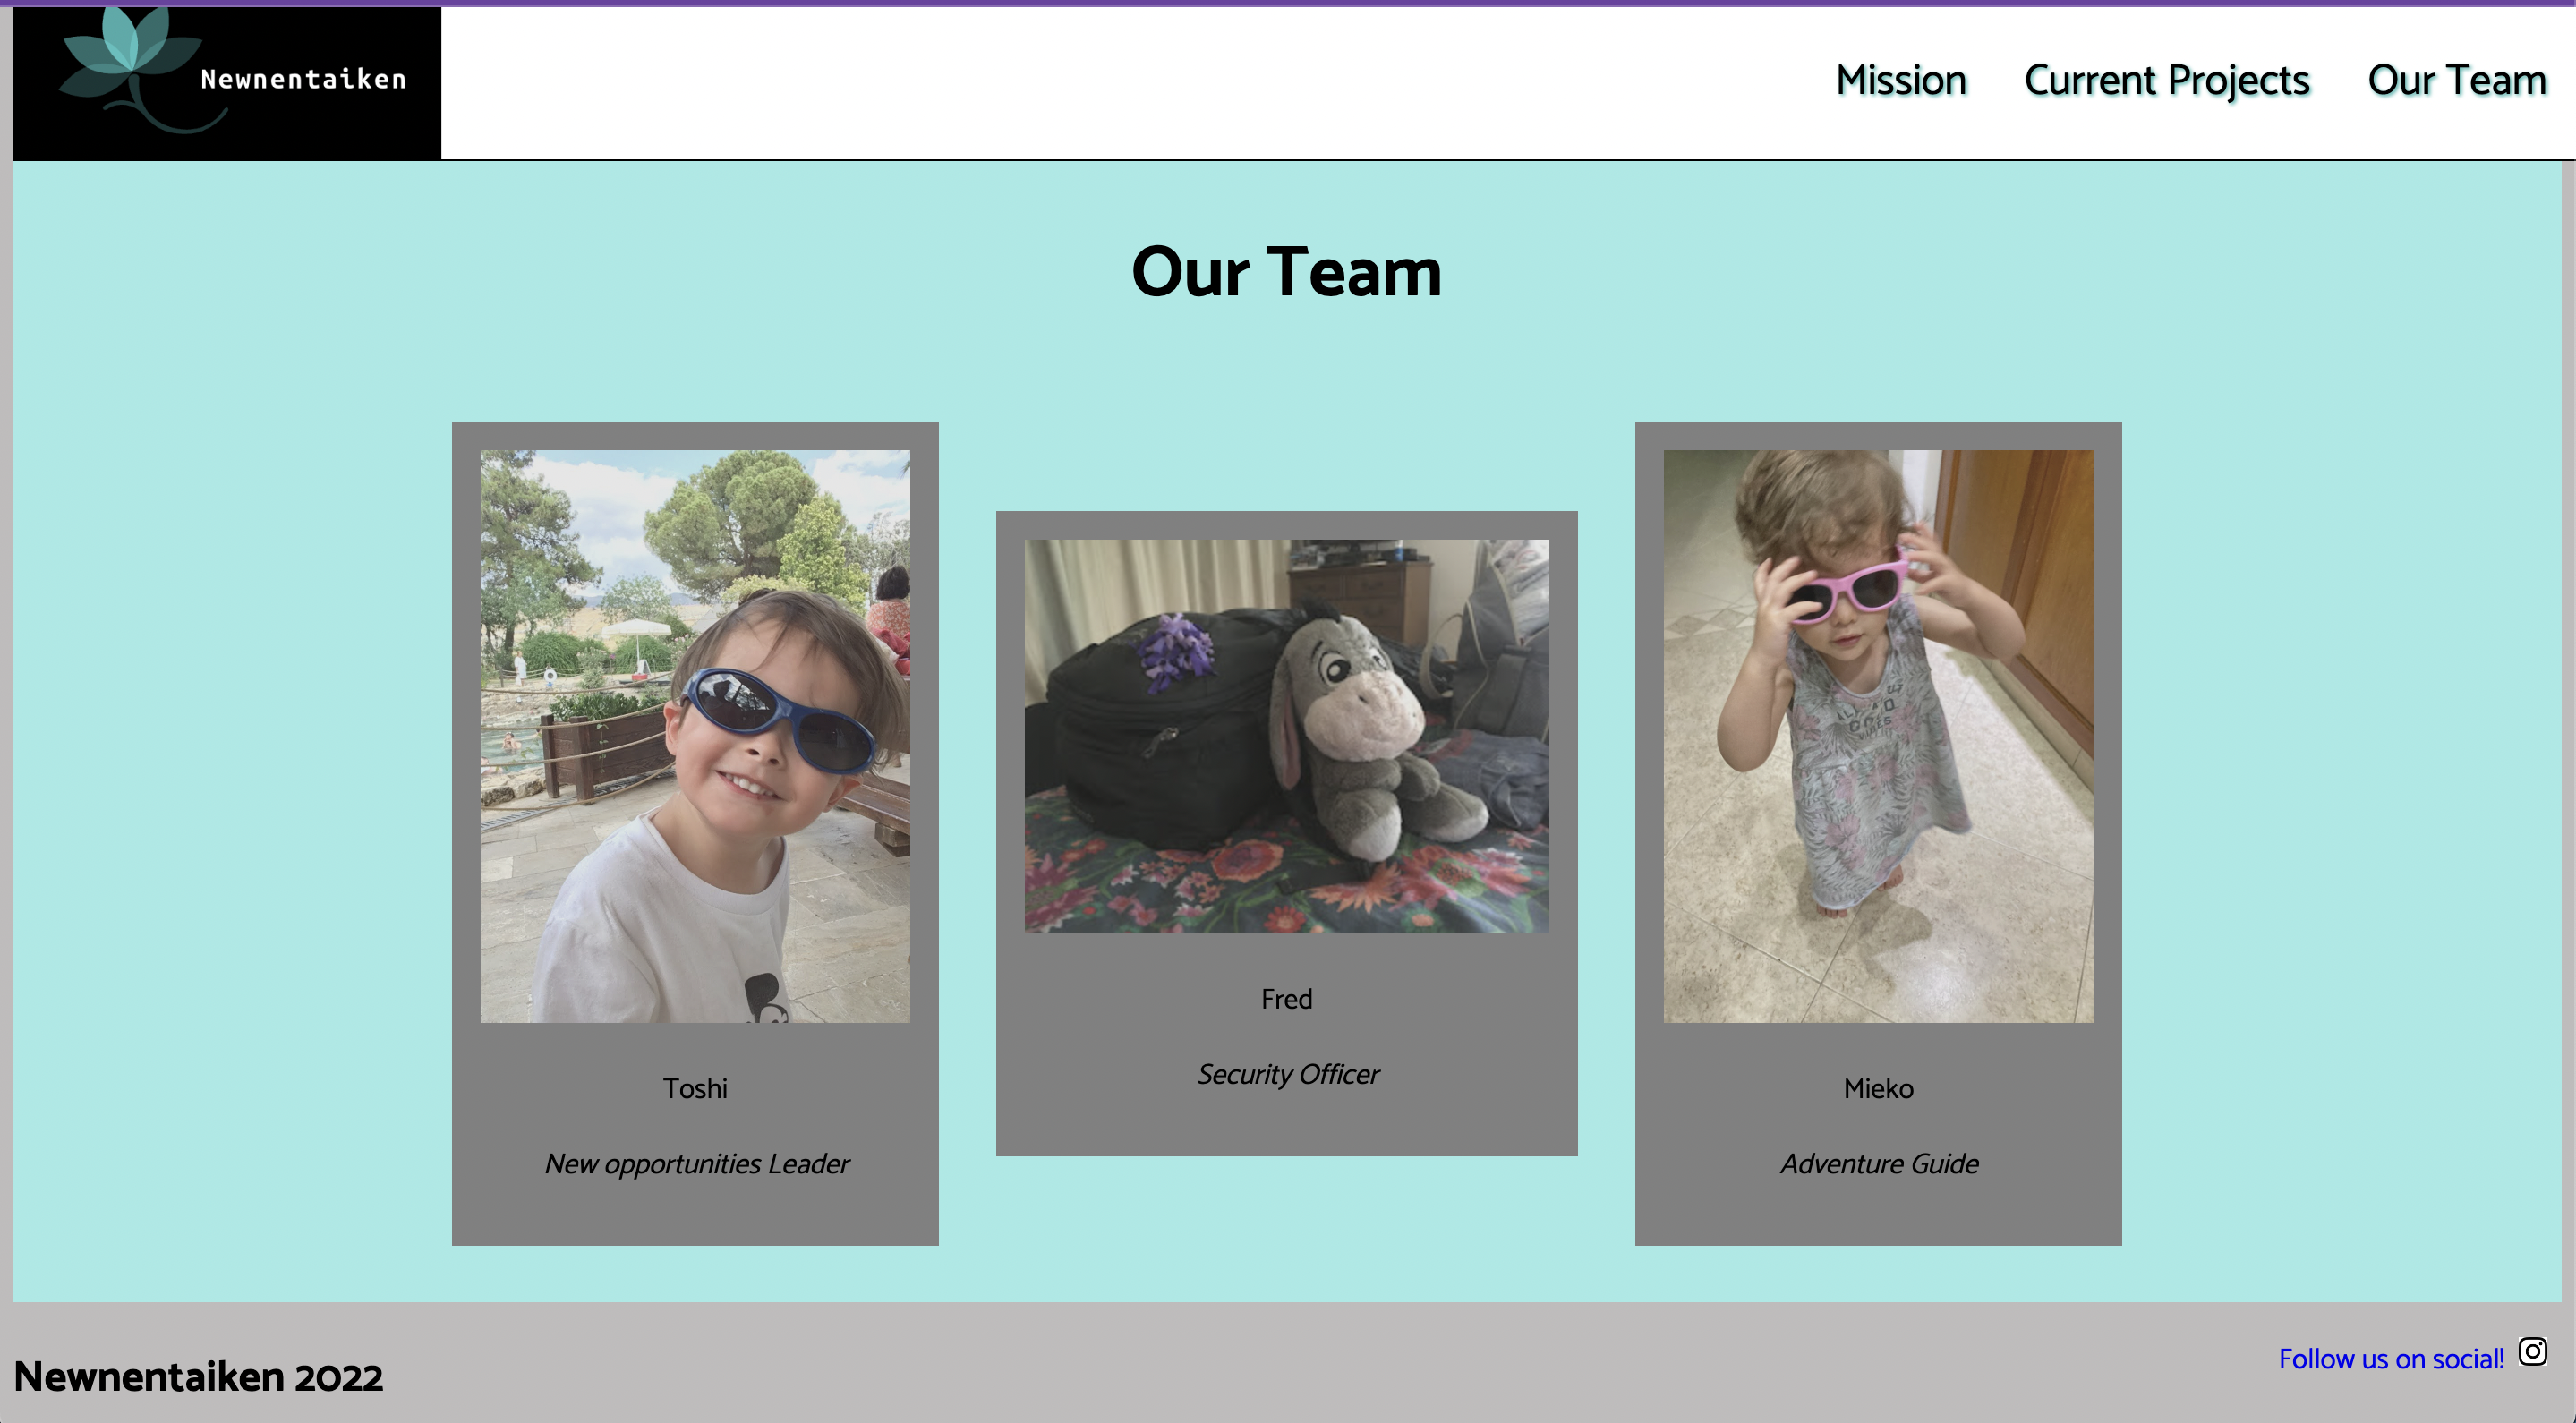 Newnentaiken
Mission
Current Projects
Our Team
Our Team
Toshi
New opportunities Leader
Fred
Security Officer
Mieko
Adventure Guide
Newnentaiken 2022
Follow us on social!